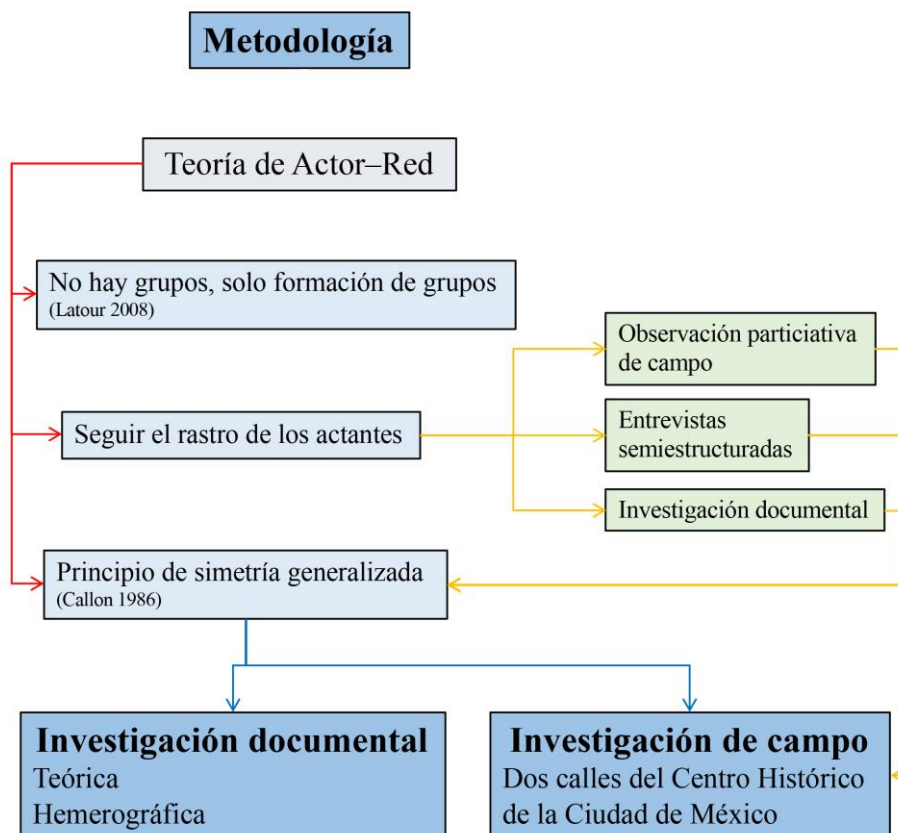 Metodología
Teoría de Actor–Red
No hay grupos, solo formación de grupos
(Latour 2008)
Observación particiativa
de campo
Seguir el rastro de los actantes
Entrevistas
semiestructuradas
Investigación documental
Principio de simetría generalizada
(Callon 1986)
Investigación documental
Teórica
Hemerográfica
Investigación de campo
Dos calles del Centro Histórico
de la Ciudad de México